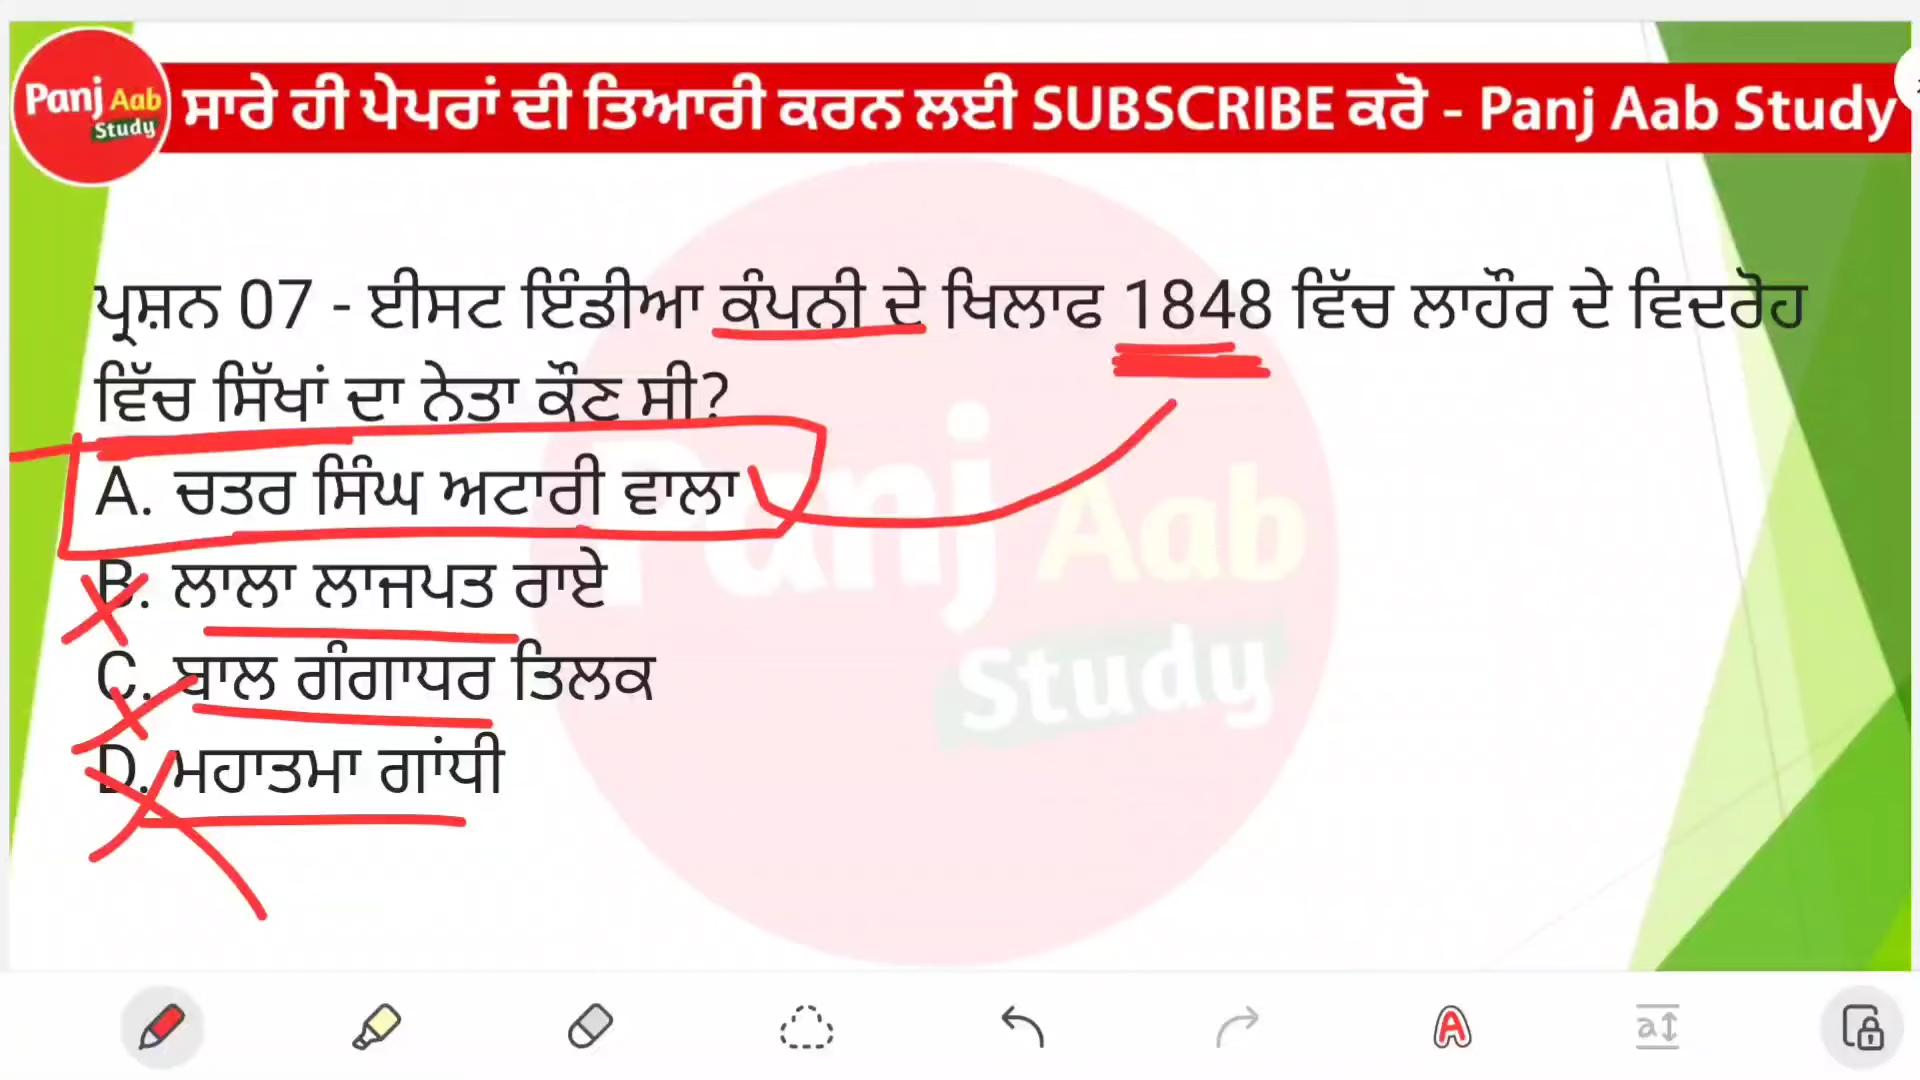 Panj Aab
Study
ਸਾਰੇ ਹੀ ਪੇਪਰਾਂ ਦੀ ਤਿਆਰੀ ਕਰਨ ਲਈ SUBSCRIBE ਕਰੋ - Panj Aab Study
ਪ੍ਰਸ਼ਨ 07 - ਈਸਟ ਇੰਡੀਆ ਕੰਪਨੀ ਦੇ ਖਿਲਾਫ 1848 ਵਿੱਚ ਲਾਹੌਰ ਦੇ ਵਿਦਰੋਹ
ਵਿੱਚ ਸਿੱਖਾਂ ਦਾ ਨੇਤਾ ਕੌਣ ਸੀ?
A. ਚਤਰ ਸਿੰਘ ਅਟਾਰੀ ਵਾਲਾ
B. ਲਾਲਾ ਲਾਜਪਤ ਰਾਏ
C. ਬਾਲ ਗੰਗਾਧਰ ਤਿਲਕ
D. ਮਹਾਤਮਾ ਗਾਂਧੀ
Panj Aab
Study
A
a